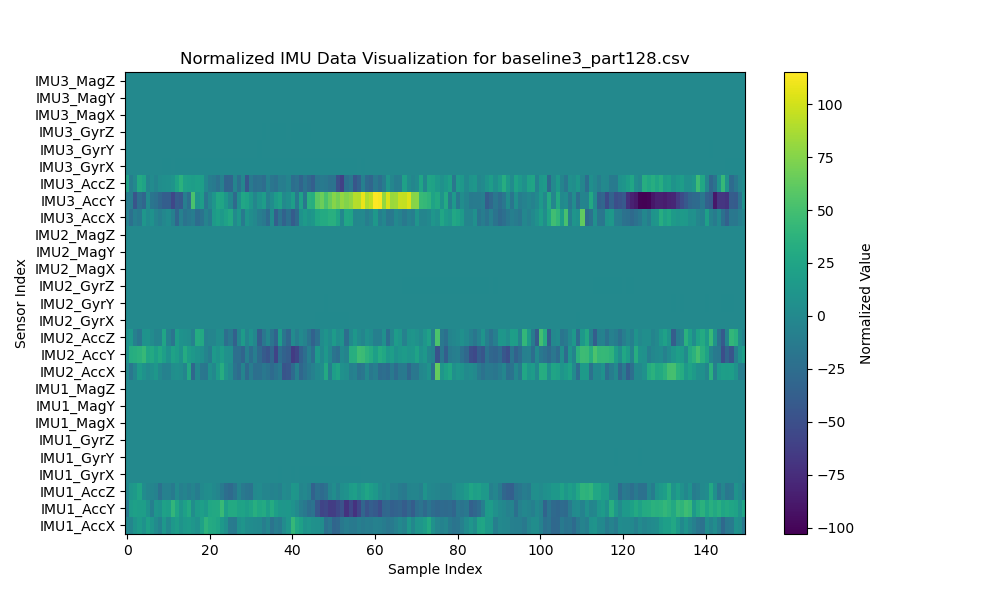 Normalized IMU Data Visualization for baseline3_part128.csv
IMU3_MagZ
IMU3_MagY
IMU3_MagX
IMU3_GyrZ
IMU3_GyrY
IMU3_GyrX
IMU3_AccZ
IMU3_AccY
IMU3_AccX
IMU2_MagZ
IMU2_MagY
IMU2_MagX
IMU2_GyrZ
IMU2_GyrY
IMU2_GyrX
IMU2_AccZ
IMU2_AccY
IMU2_AccX
IMU1_MagZ
IMU1_MagY
IMU1_MagX
IMU1_GyrZ
IMU1_GyrY
IMU1_GyrX
IMU1_AccZ
IMU1_AccY
IMU1_AccX
Sensor Index
0 20 40 60 80 100 120 140
Sample Index
100
75
50
25
0
−25
−50
−75
−100
Normalized Value